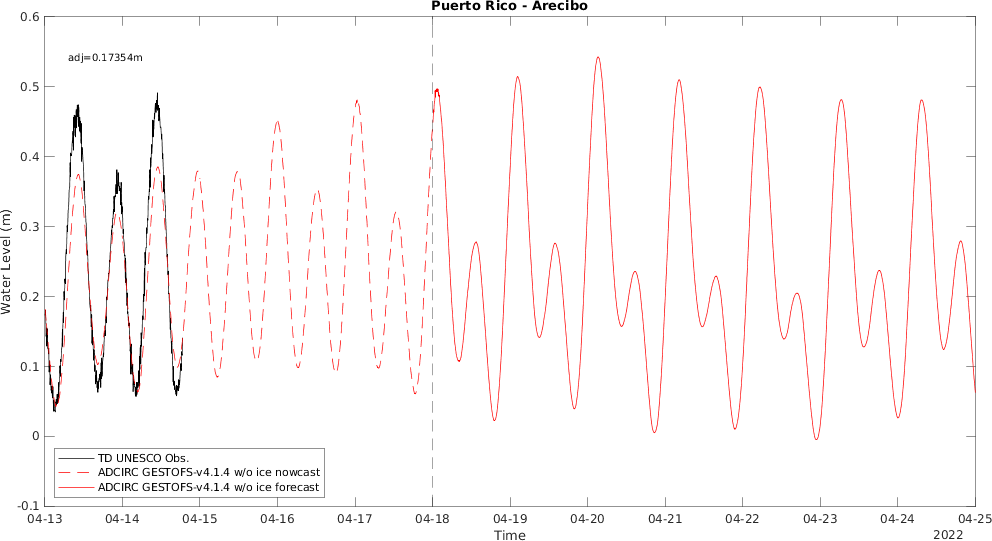 Puerto Rico - Arecibo
0.6
adj=0.17354m
0.5
0.4
0.3
0.2
0.1
0
-0.1
Water Level (m)
TD UNESCO Obs.
ADCIRC GESTOFS-v4.1.4 w/o ice nowcast
ADCIRC GESTOFS-v4.1.4 w/o ice forecast
04-13 04-14 04-15 04-16 04-17 04-18 04-19 04-20 04-21 04-22 04-23 04-24 04-25
Time
2022